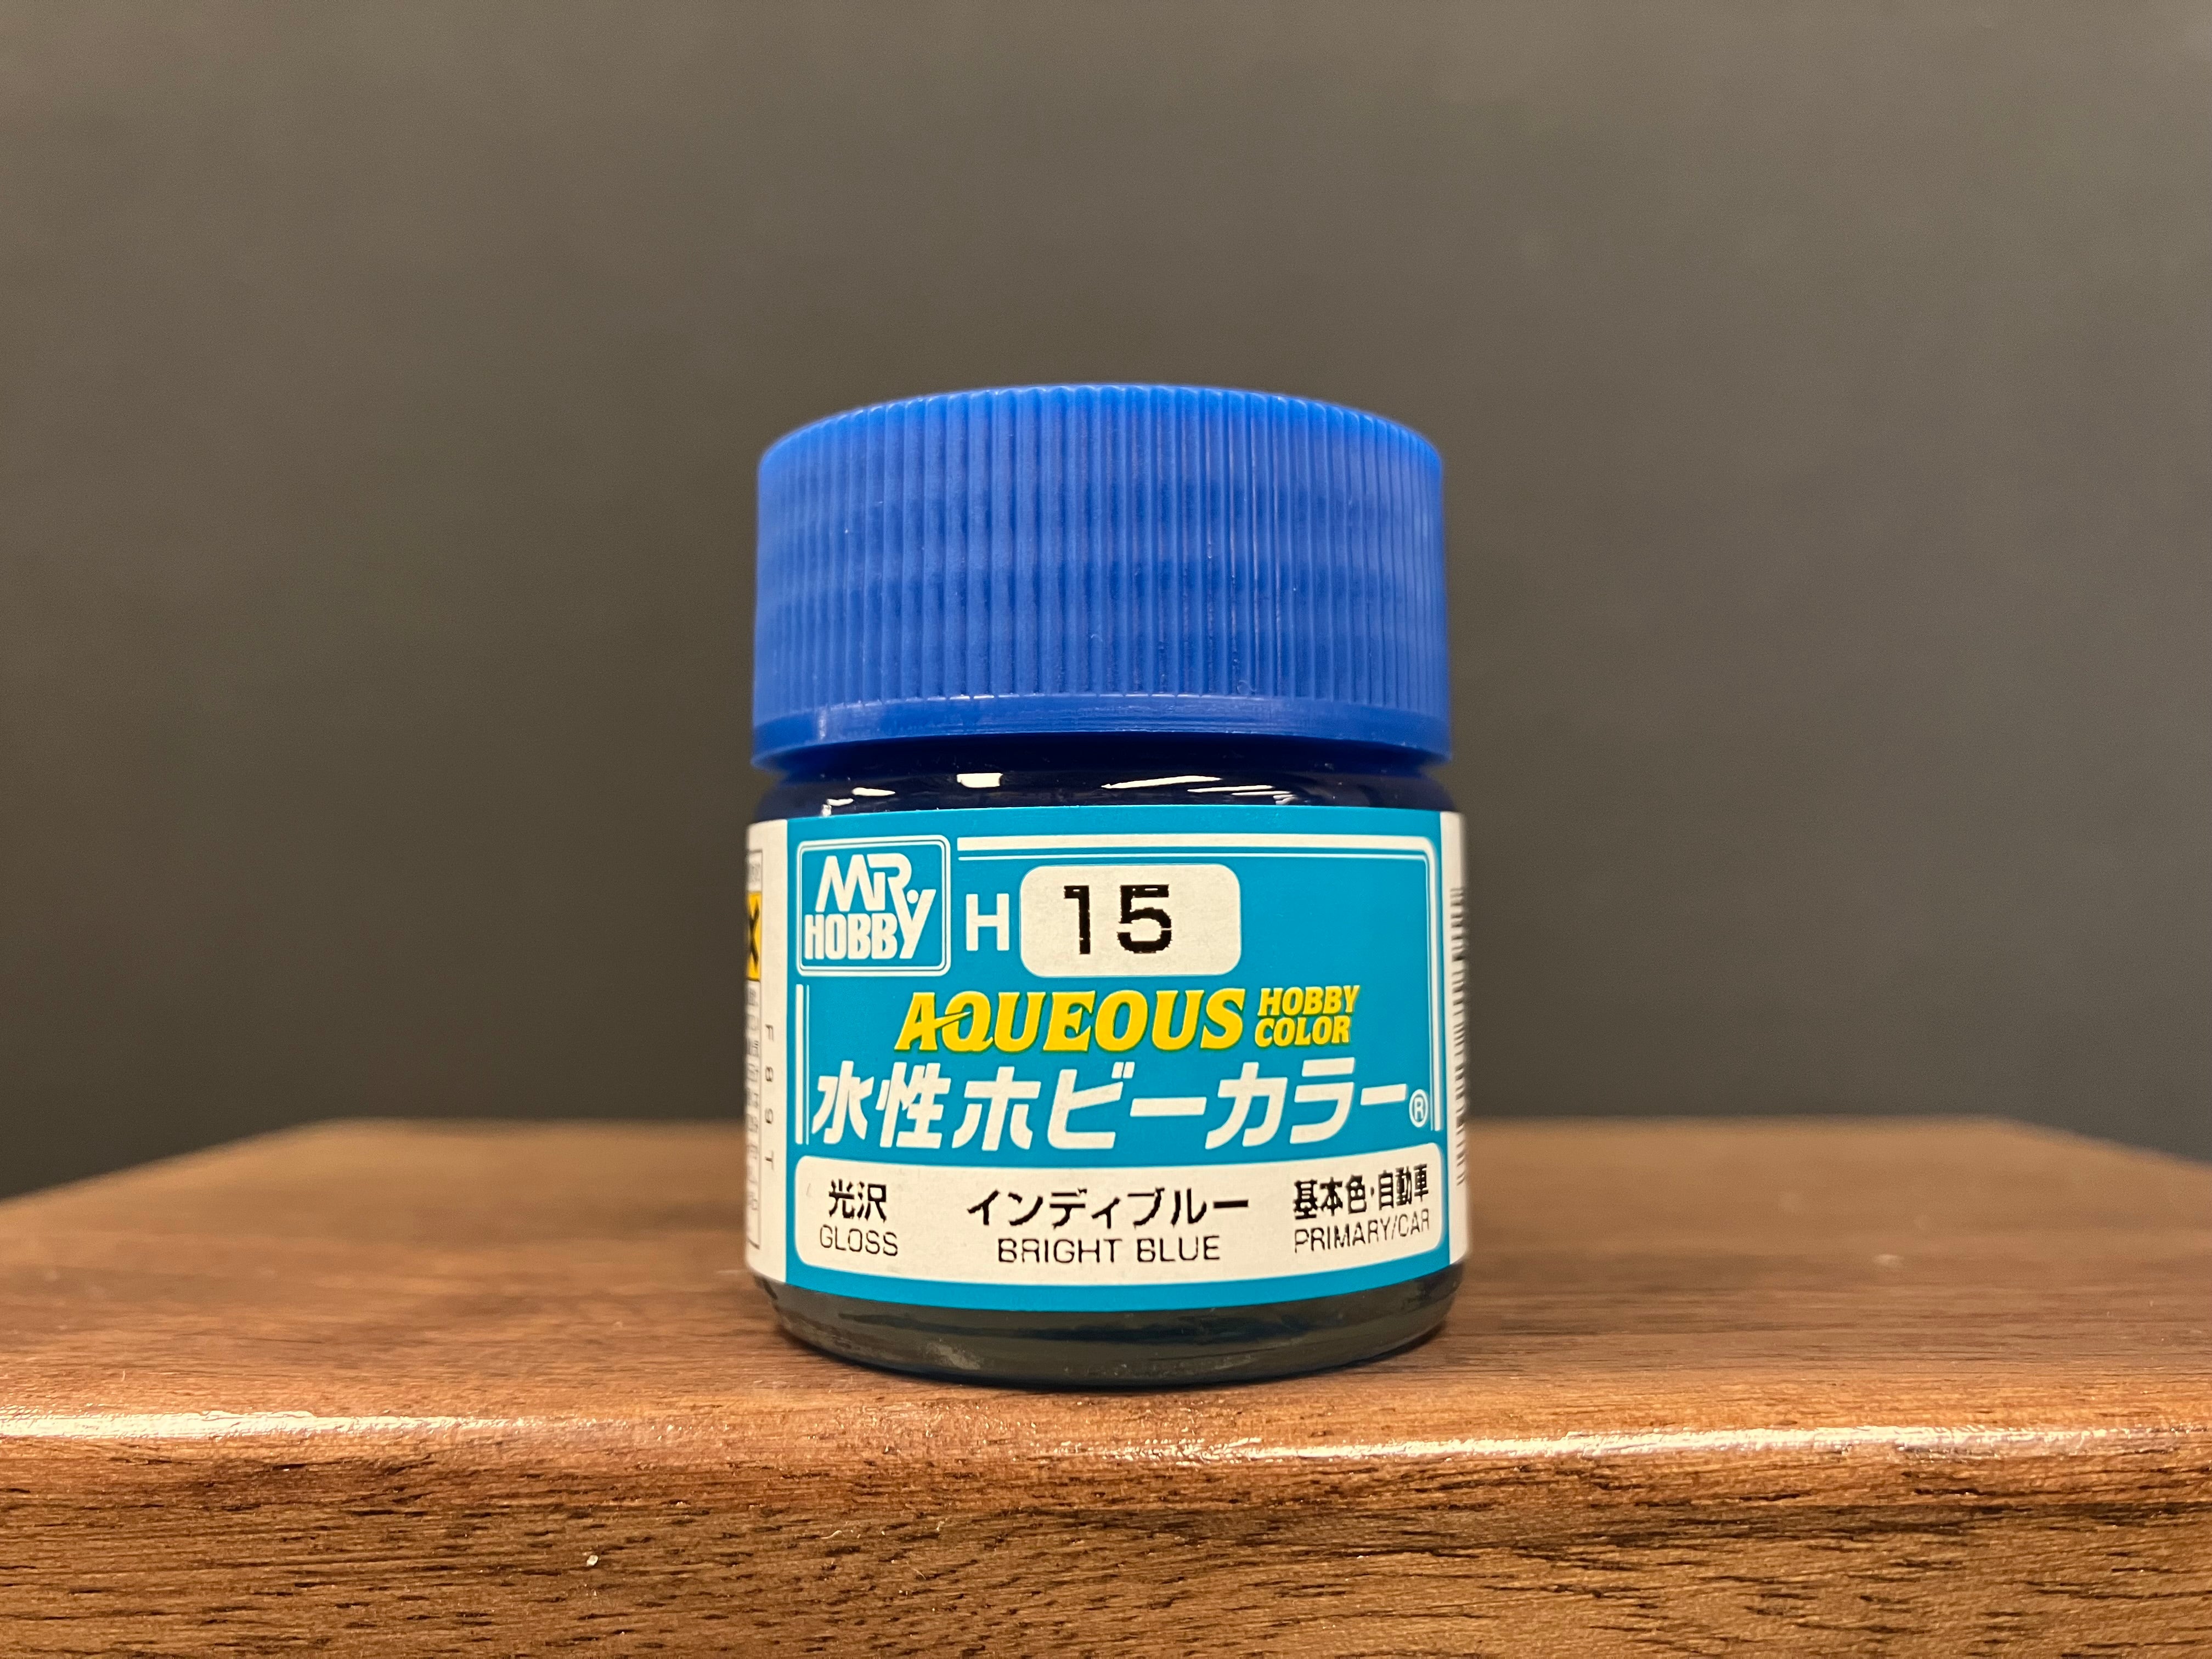 MR. HOBBY
H 15
AQUEOUS HOBBY COLOR
水性ホビーカラー®
光沢 インディブルー 基本色・自動車
GLOSS BRIGHT BLUE PRIMARY/CAR
F89T